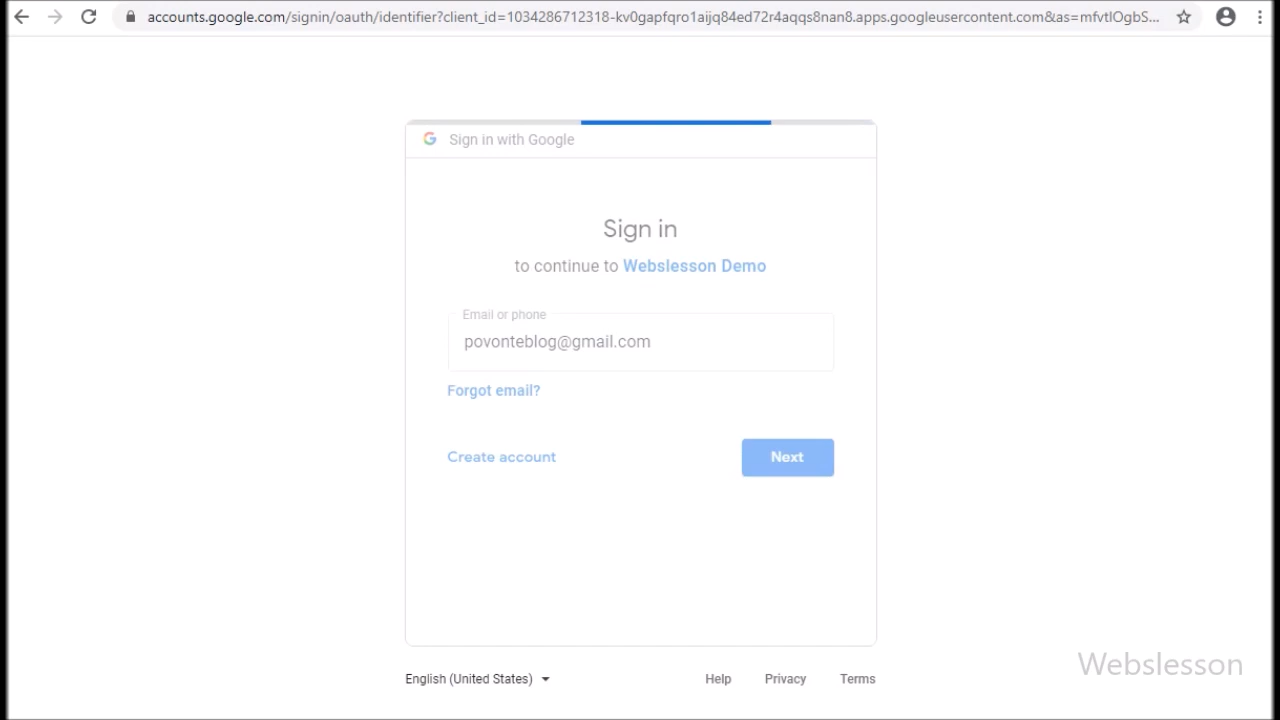 accounts.google.com/signin/oauth/identifier?client_id=1034286712318-kv0gapfqro1aijq84ed72r4aqqs8nan8.apps.googleusercontent.com&as=mfvtlOgbS...
Sign in with Google
Sign in
to continue to Webslesson Demo
Email or phone
povonteblog@gmail.com
Forgot email?
Create account
Next
English (United States)
Help
Privacy
Terms
Webslesson